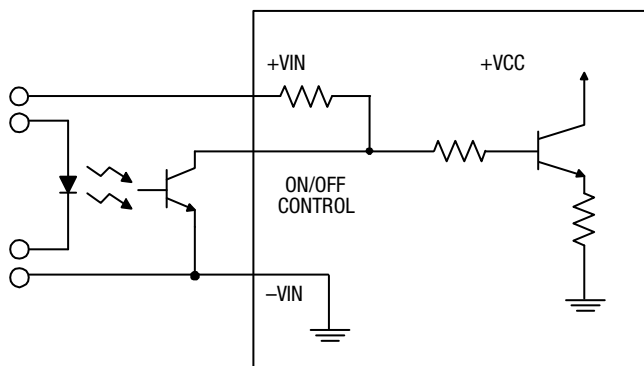 +VIN
+VCC
ON/OFF
CONTROL
–VIN